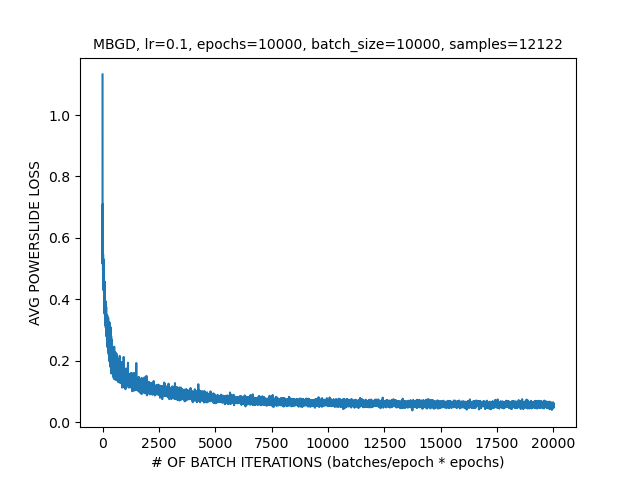 MBGD, lr=0.1, epochs=10000, batch_size=10000, samples=12122
AVG POWERSLIDE LOSS
1.0
0.8
0.6
0.4
0.2
0.0
0 2500 5000 7500 10000 12500 15000 17500 20000
# OF BATCH ITERATIONS (batches/epoch * epochs)